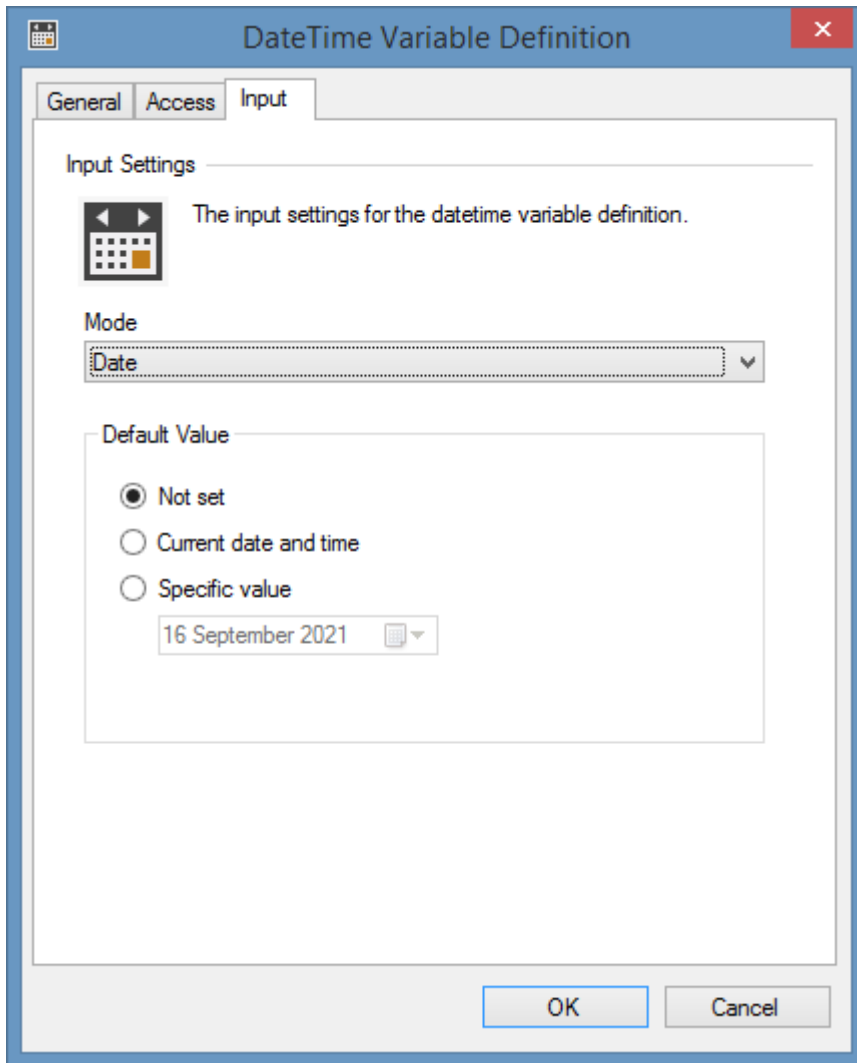 DateTime Variable Definition
General Access Input
Input Settings
The input settings for the datetime variable definition.
Mode
Date
Default Value
Not set
Current date and time
Specific value
16 September 2021
OK Cancel